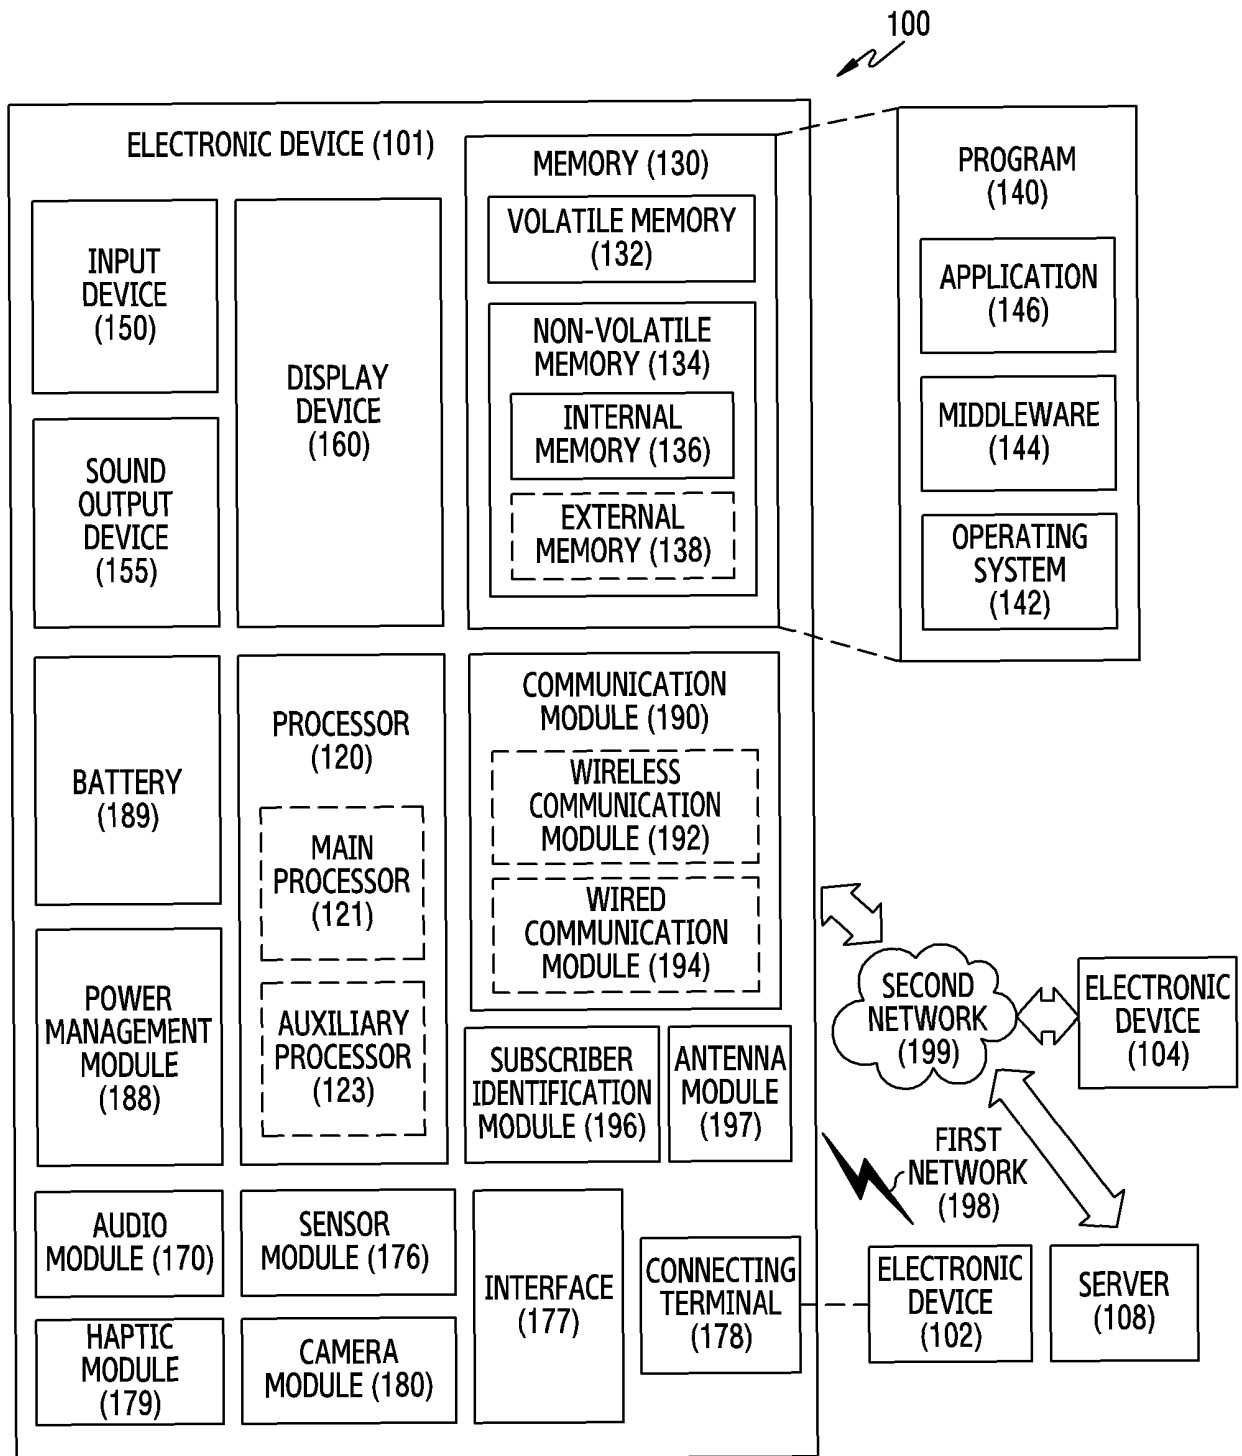 100
ELECTRONIC DEVICE (101)
INPUT
DEVICE
(150)
SOUND
OUTPUT
DEVICE
(155)
DISPLAY
DEVICE
(160)
MEMORY (130)
VOLATILE MEMORY
(132)
NON-VOLATILE
MEMORY (134)
INTERNAL
MEMORY (136)
EXTERNAL
MEMORY (138)
PROGRAM
(140)
APPLICATION
(146)
MIDDLEWARE
(144)
OPERATING
SYSTEM
(142)
BATTERY
(189)
POWER
MANAGEMENT
MODULE
(188)
PROCESSOR
(120)
MAIN
PROCESSOR
(121)
AUXILIARY
PROCESSOR
(123)
COMMUNICATION
MODULE (190)
WIRELESS
COMMUNICATION
MODULE (192)
WIRED
COMMUNICATION
MODULE (194)
SUBSCRIBER
IDENTIFICATION
MODULE (196)
ANTENNA
MODULE
(197)
SECOND
NETWORK
(199)
ELECTRONIC
DEVICE
(104)
FIRST
NETWORK
(198)
AUDIO
MODULE (170)
SENSOR
MODULE (176)
INTERFACE
(177)
CONNECTING
TERMINAL
(178)
ELECTRONIC
DEVICE
(102)
SERVER
(108)
HAPTIC
MODULE
(179)
CAMERA
MODULE (180)